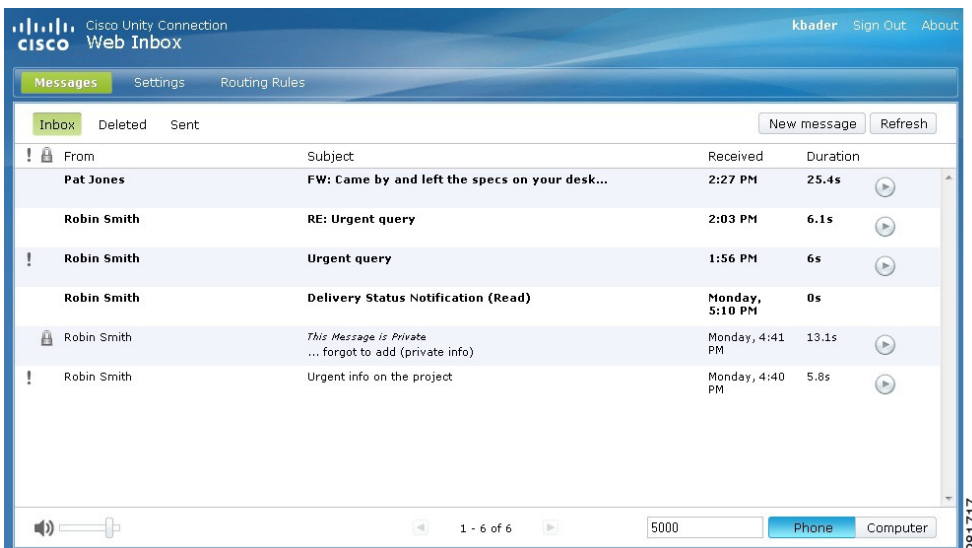 Cisco Unity Connection
cisco Web Inbox
kbader Sign Out About
Messages Settings Routing Rules
Inbox Deleted Sent New message Refresh
! From Subject Received Duration
Pat Jones FW: Came by and left the specs on your desk... 2:27 PM 25.4s
Robin Smith RE: Urgent query 2:03 PM 6.1s
! Robin Smith Urgent query 1:56 PM 6s
Robin Smith Delivery Status Notification (Read) Monday, 0s
5:10 PM
Robin Smith This Message is Private Monday, 4:41 13.1s
... forgot to add (private info) PM
! Robin Smith Urgent info on the project Monday, 4:40 5.8s
PM
1 - 6 of 6 5000 Phone Computer